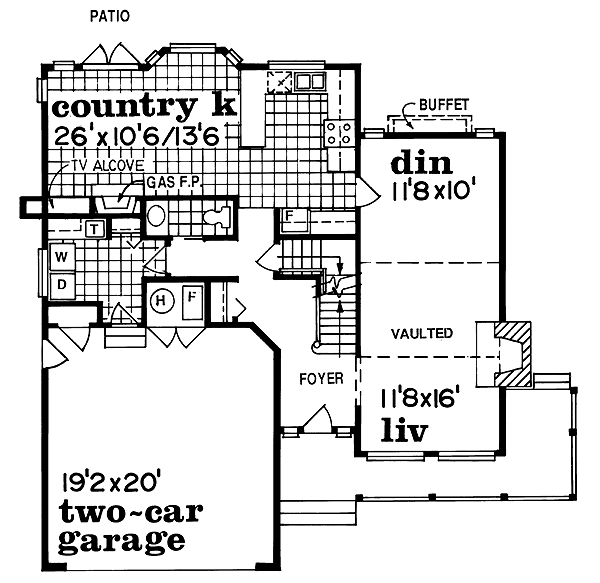 PATIO
country k
26'x10'6/13'6
TV ALCOVE
GAS F.P.
BUFFET
din
11'8x10'
T
W
D
F
H
F
VAULTED
FOYER
11'8x16'
liv
19'2x20'
two-car
garage